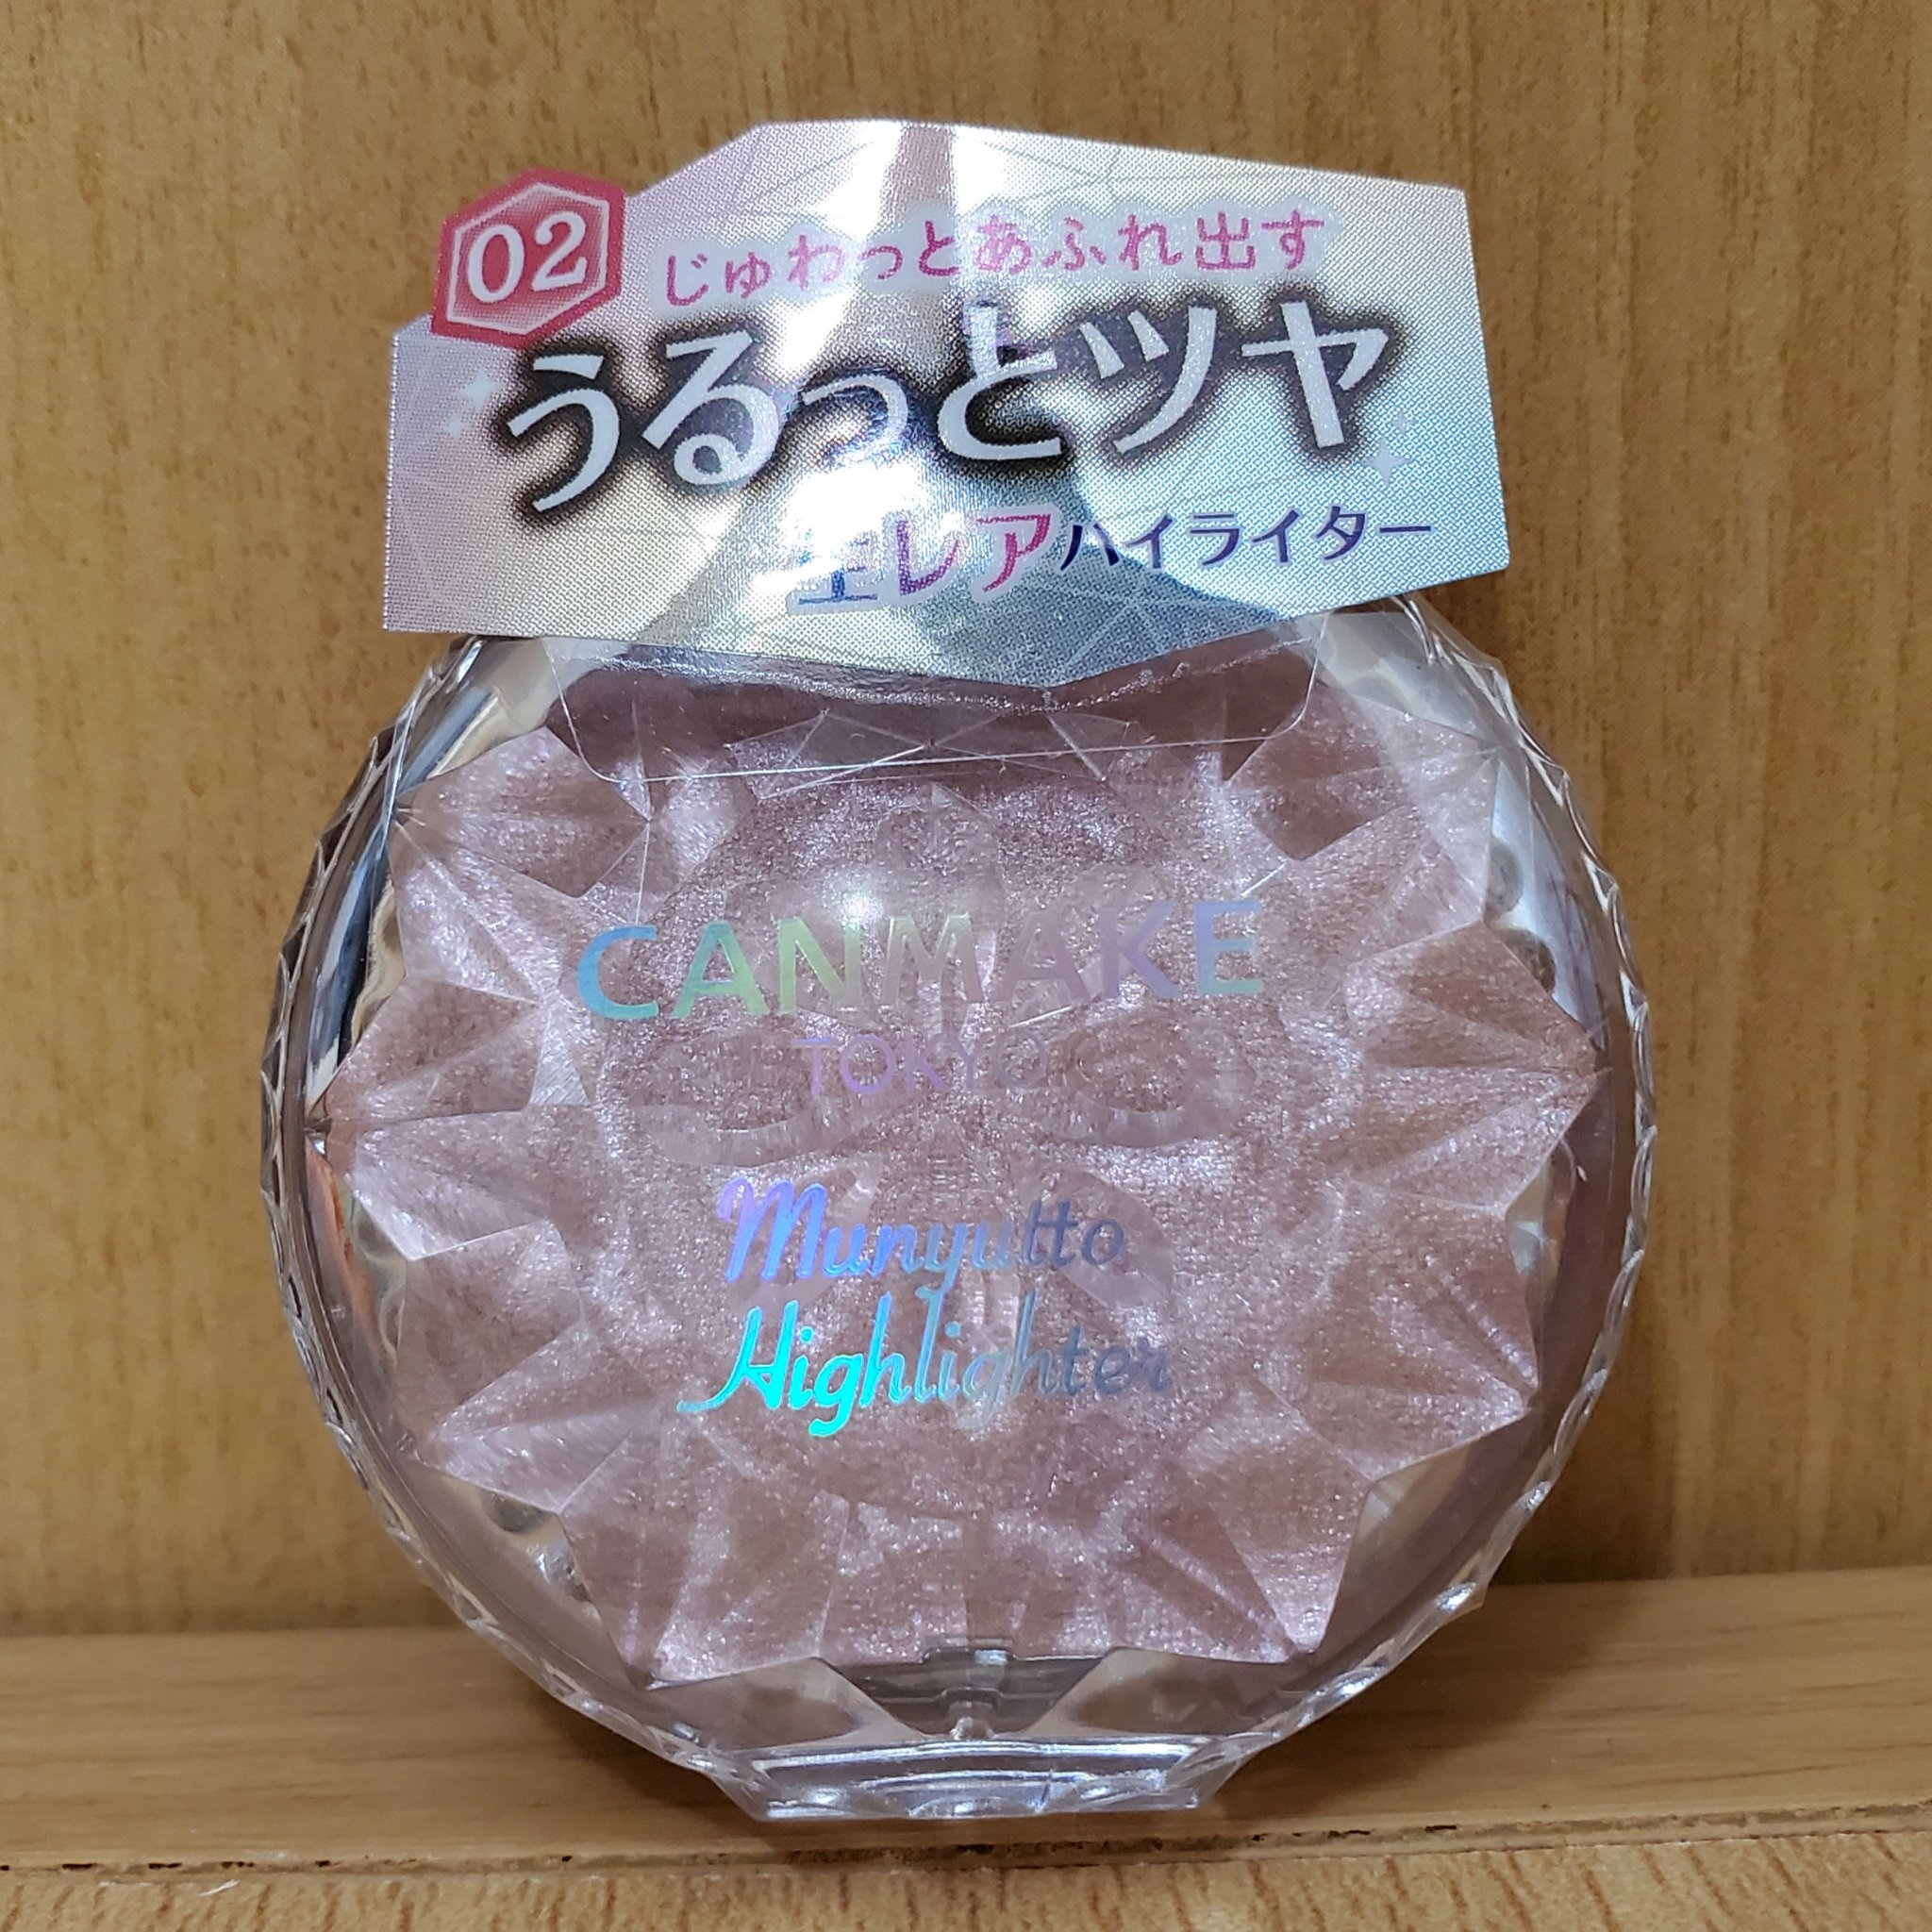 02
じゅわっとあふれ出す
うるっとツヤ
生レアハイライター
CANMAKE
TOKYO
Munyutto
Highlighter